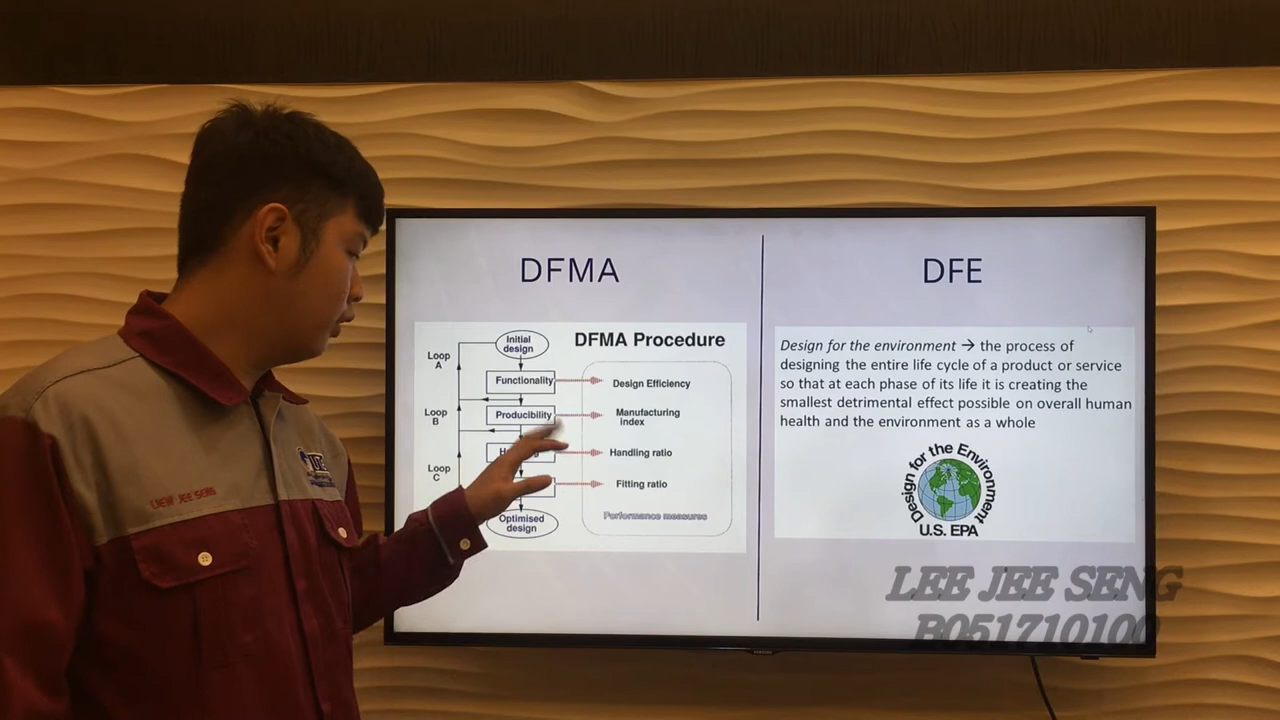 DFMA
DFE
DFMA Procedure
Initial
design
Loop
A
Functionality
Design Efficiency
Loop
B
Producibility
Manufacturing
Index
Handling ratio
Loop
C
Fitting ratio
Optimised
design
Performance measures
Design for the environment → the process of
designing the entire life cycle of a product or service
so that at each phase of its life it is creating the
smallest detrimental effect possible on overall human
health and the environment as a whole
Design for the Environment
U.S. EPA
LIEW JEE SENG
LEE JEE SENG
B051710100